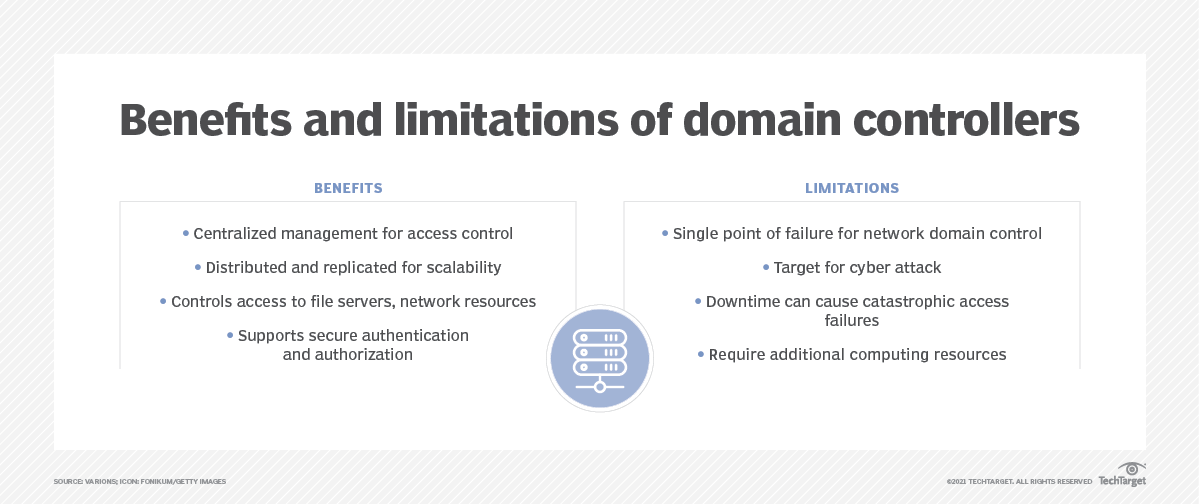 Benefits and limitations of domain controllers
BENEFITS
• Centralized management for access control
• Distributed and replicated for scalability
• Controls access to file servers, network resources
• Supports secure authentication
and authorization
LIMITATIONS
• Single point of failure for network domain control
• Target for cyber attack
• Downtime can cause catastrophic access
failures
• Require additional computing resources
SOURCE: VARIONS; ICON: FONIKUM/GETTY IMAGES
©2021 TECHTARGET. ALL RIGHTS RESERVED
TechTarget